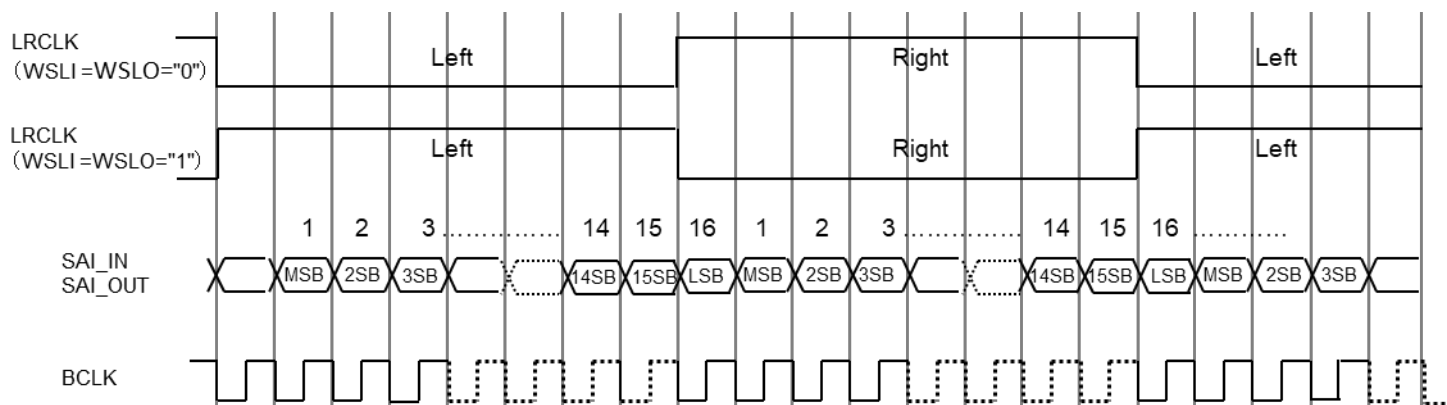 LRCLK
（WSLI =WSLO="0"）
Left Right Left
LRCLK
（WSLI =WSLO="1"）
Left Right Left
1 2 3 .................. 14 15 16 1 2 3 .................. 14 15 16 ...............
SAI_IN
SAI_OUT
MSB 2SB 3SB 14SB 15SB LSB MSB 2SB 3SB 14SB 15SB LSB MSB 2SB 3SB
BCLK